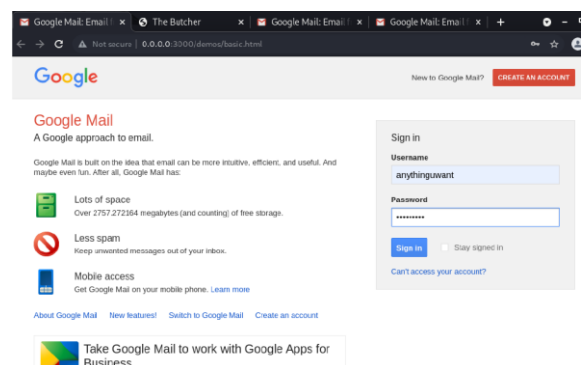 Google Mail: Email f
The Butcher
Google Mail: Email f
Google Mail: Email f
Not secure | 0.0.0.0:3000/demos/basic.html
Google
New to Google Mail?
CREATE AN ACCOUNT
Google Mail
A Google approach to email.
Google Mail is built on the idea that email can be more intuitive, efficient, and useful. And
maybe even fun. After all, Google Mail has:
Lots of space
Over 2757.272164 megabytes (and counting) of free storage.
Less spam
Keep unwanted messages out of your inbox.
Mobile access
Get Google Mail on your mobile phone. Learn more
About Google Mail New features! Switch to Google Mail Create an account
Take Google Mail to work with Google Apps for
Business
Sign in
Username
anythinguwant
Password
•••••••••
Sign in
Stay signed in
Can't access your account?